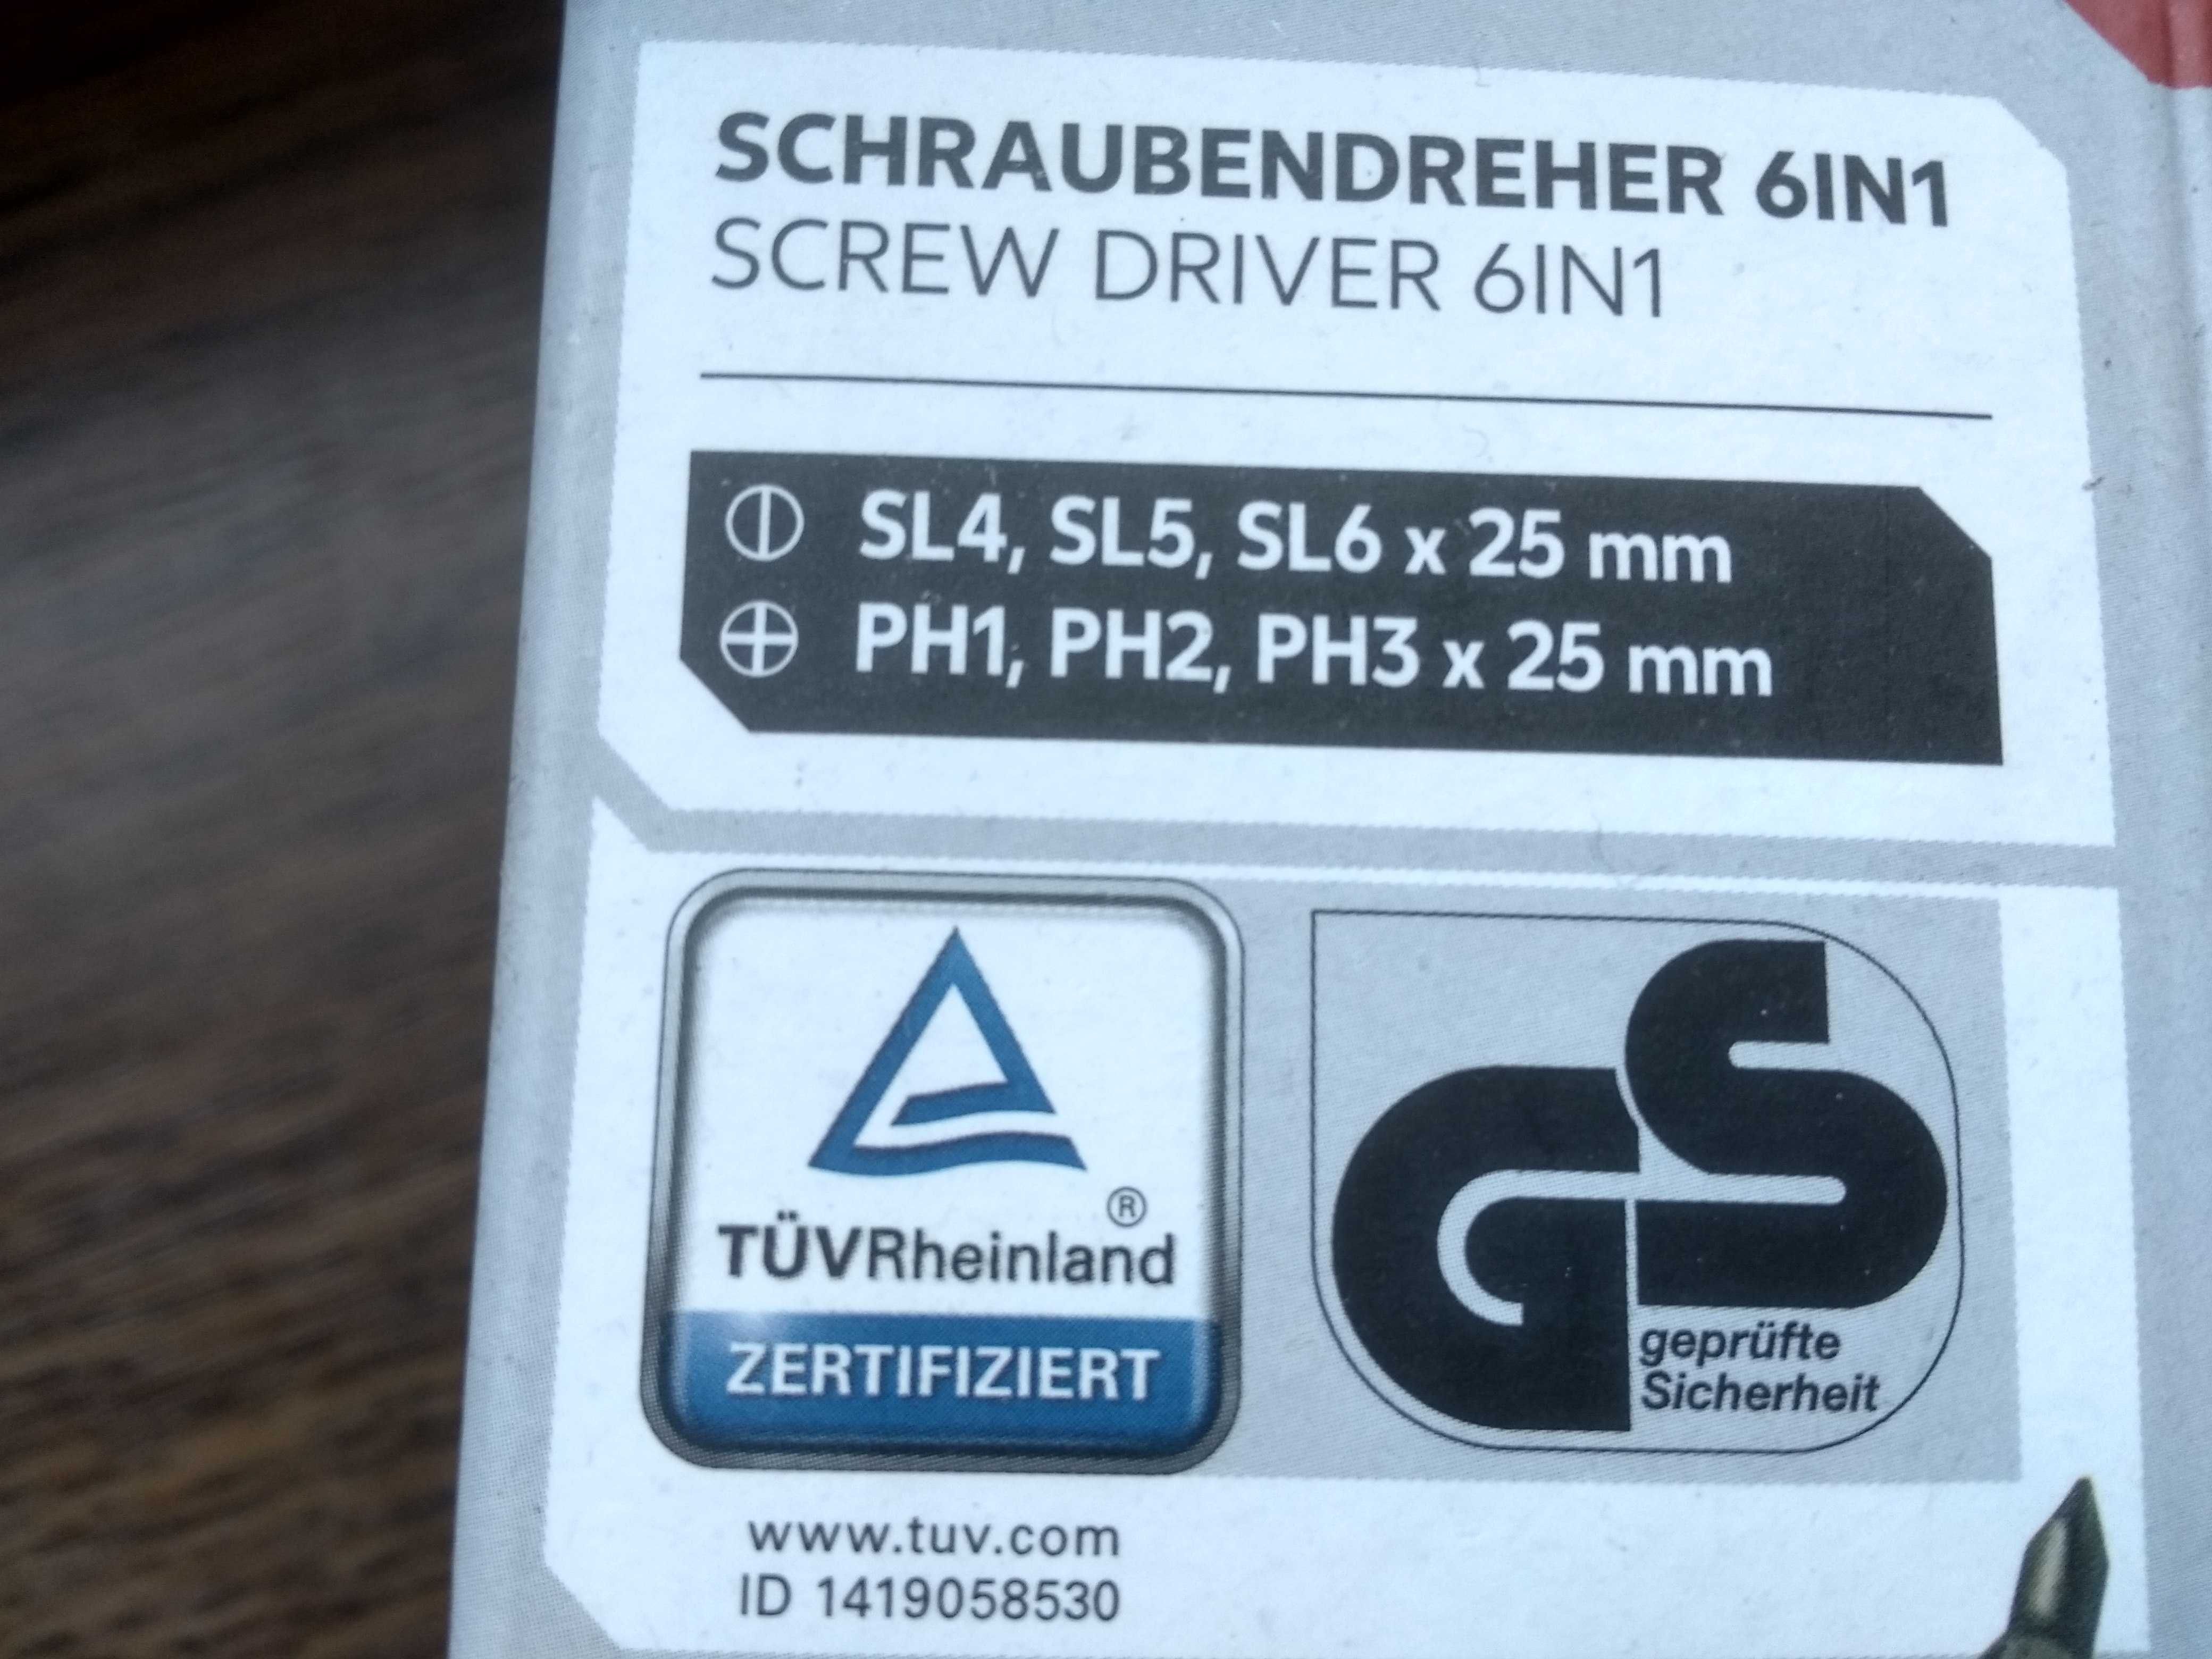 SCHRAUBENDREHER 6IN1
SCREW DRIVER 6IN1
SL4, SL5, SL6 x 25 mm
PH1, PH2, PH3 x 25 mm
®
TÜVRheinland
ZERTIFIZIERT
GS
geprüfte
Sicherheit
www.tuv.com
ID 1419058530